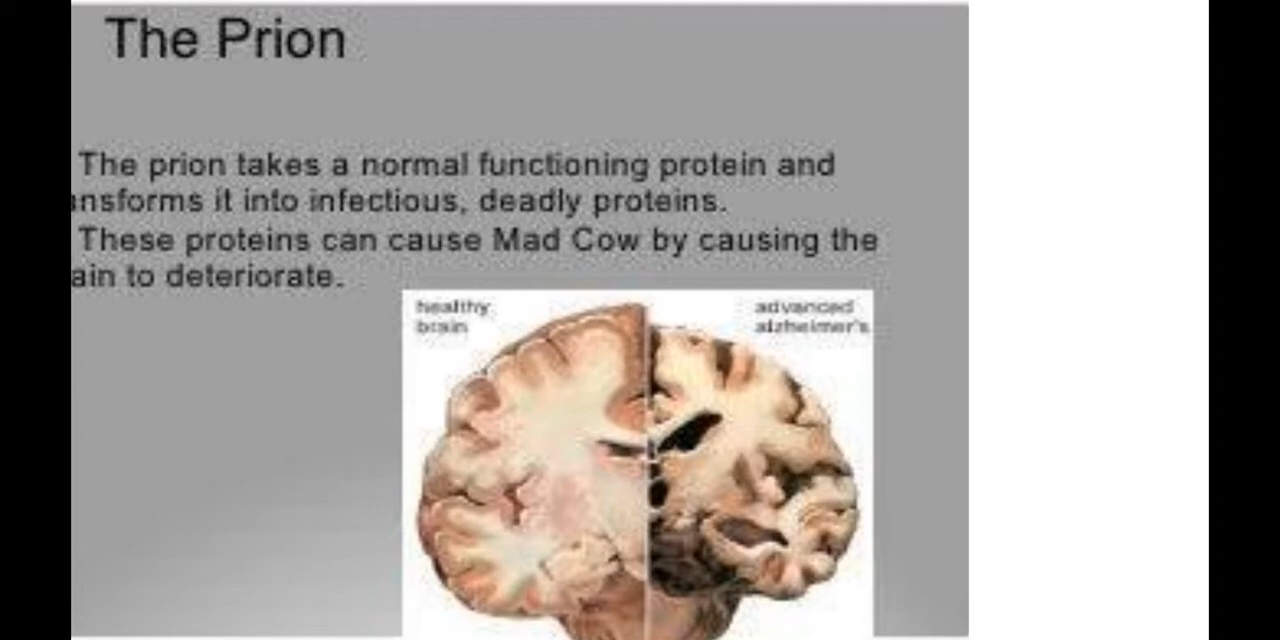 The Prion
The prion takes a normal functioning protein and
ansforms it into infectious, deadly proteins.
These proteins can cause Mad Cow by causing the
ain to deteriorate.
healthy
brain
advanced
alzheimer's